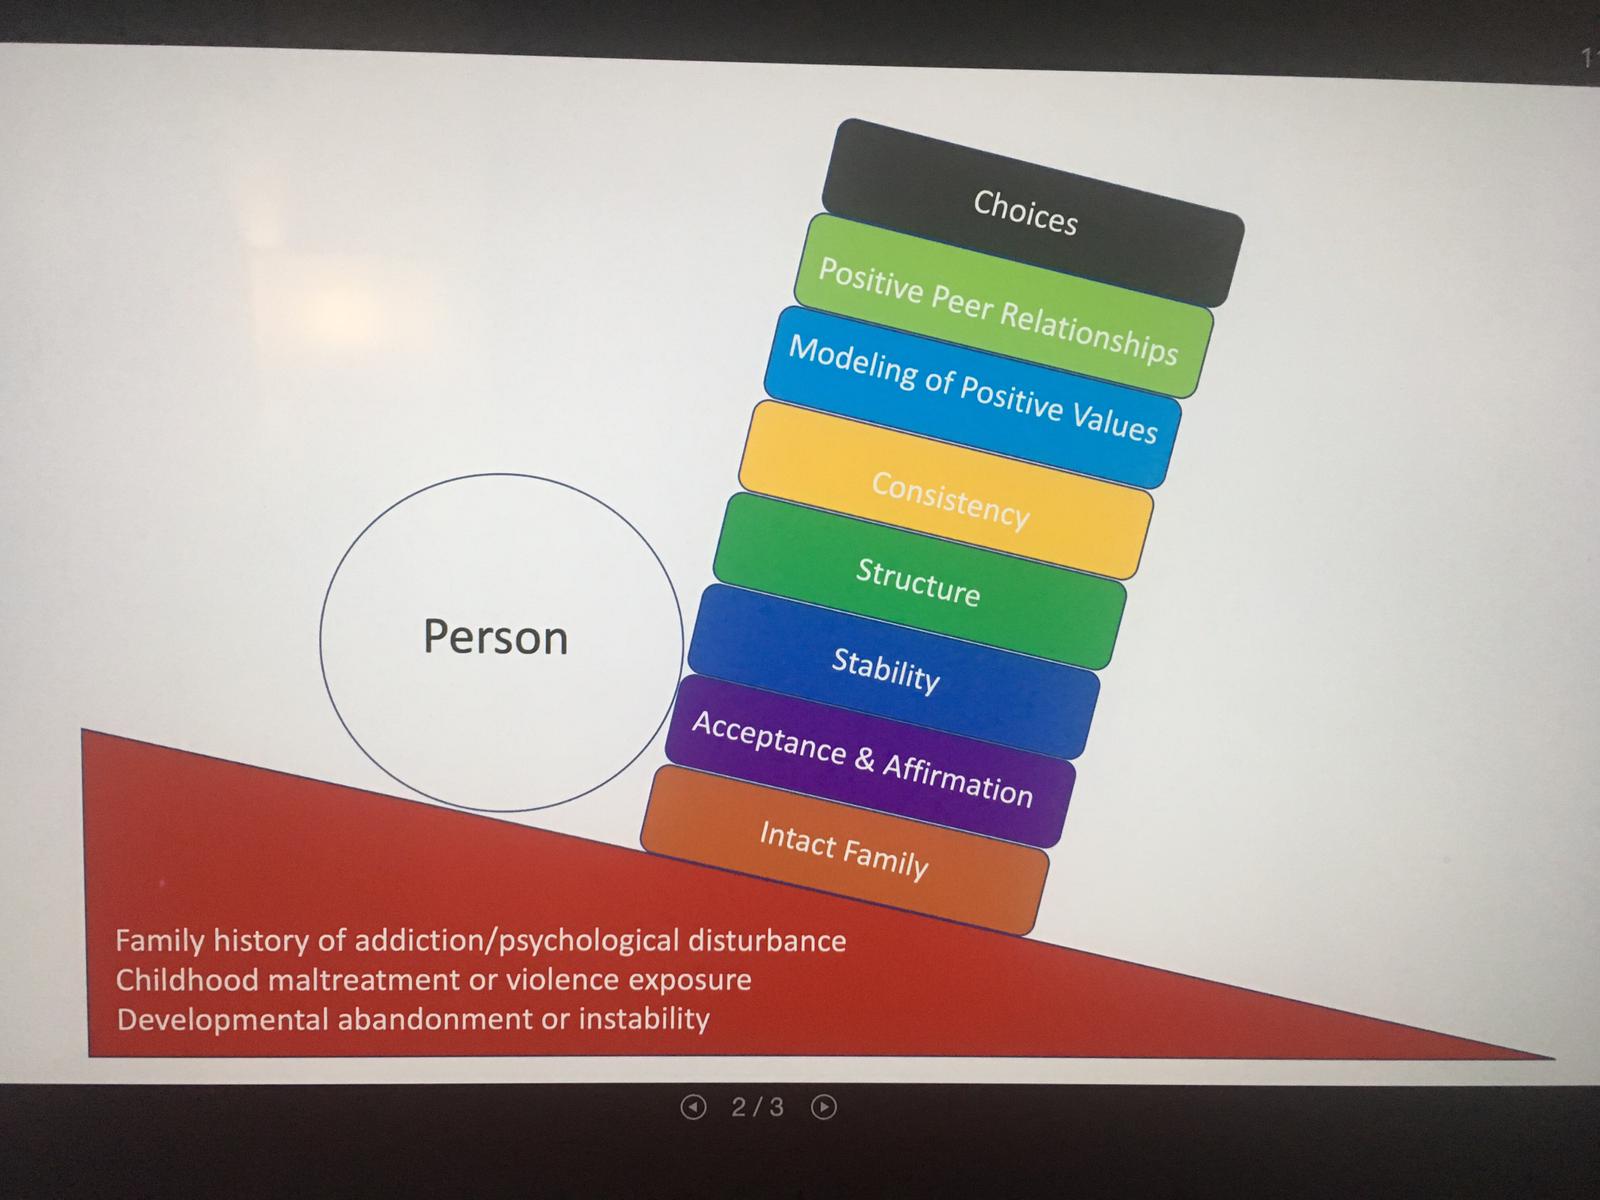 Choices
Positive Peer Relationships
Modeling of Positive Values
Consistency
Structure
Stability
Acceptance & Affirmation
Intact Family
Person
Family history of addiction/psychological disturbance
Childhood maltreatment or violence exposure
Developmental abandonment or instability
2 / 3